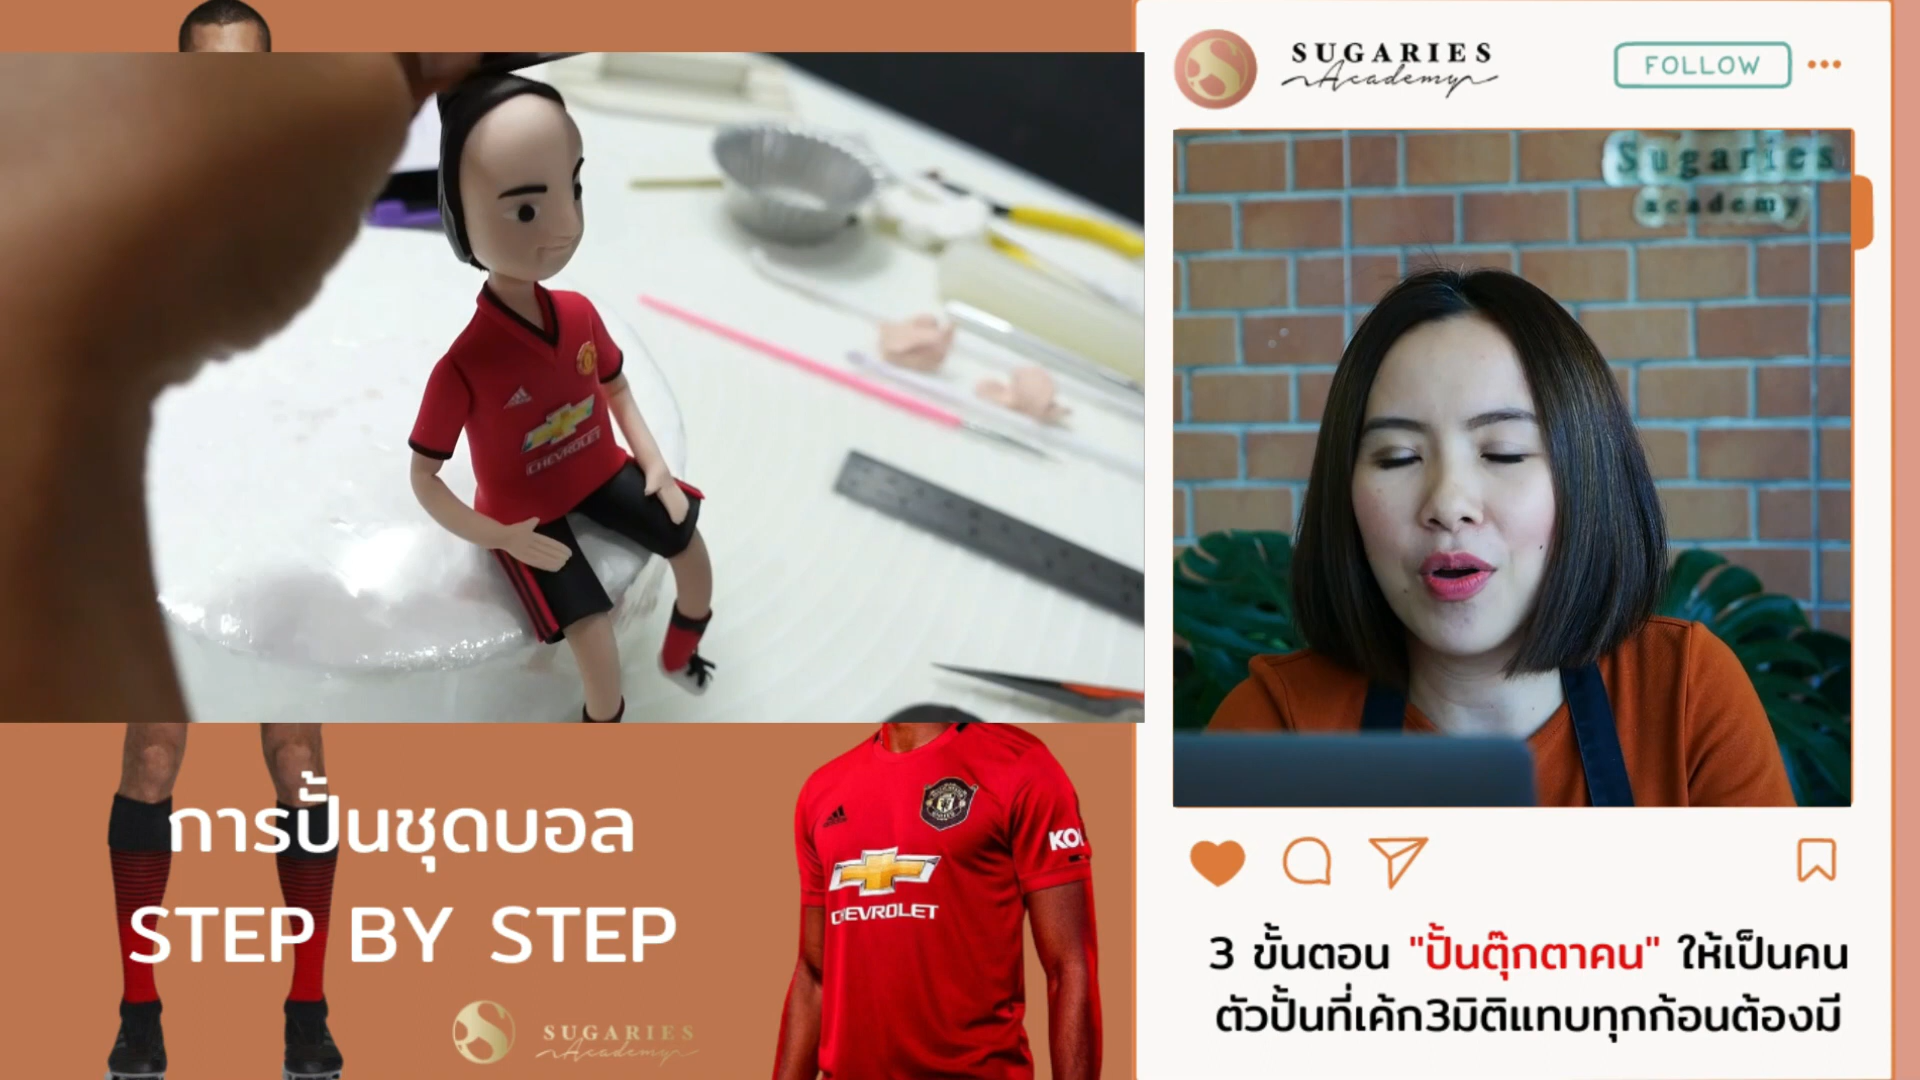 SUGARIES
Academy
FOLLOW
Sugaries
academy
CHEVROLET
การปั้นชุดบอล
STEP BY STEP
SUGARIES
Academy
CHEVROLET
3 ขั้นตอน "ปั้นตุ๊กตาคน" ให้เป็นคน
ตัวปั้นที่เค้ก3มิติแทบทุกก้อนต้องมี